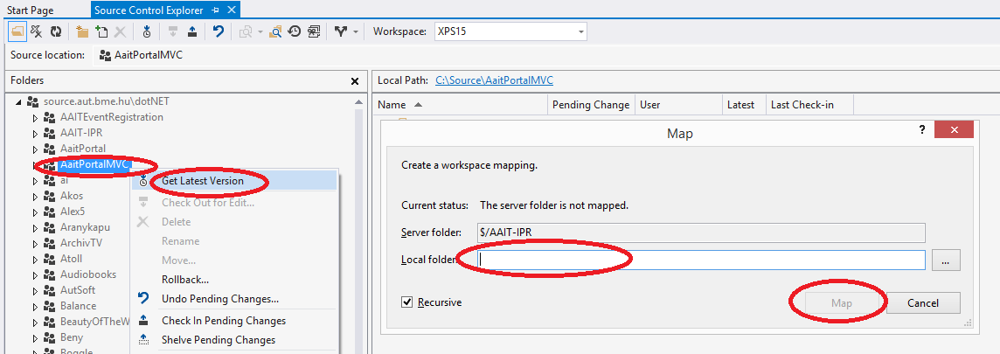 Start Page
Source Control Explorer
Workspace: XPS15
Source location: AaitPortalMVC
Folders
source.aut.bme.hu\dotNET
AAITEventRegistration
AAIT-IPR
AaitPortal
AaitPortalMVC
ai
Akos
Alex5
Aranykapu
ArchivTV
Atoll
Audiobooks
AutSoft
Balance
BeautyOfTheW
Beny
Boggle
Get Latest Version
Check Out for Edit...
Delete
Rename
Move...
Rollback...
Undo Pending Changes...
Check In Pending Changes
Shelve Pending Changes
Local Path: C:\Source\AaitPortalMVC
Name Pending Change User Latest Last Check-in
Map
?
Create a workspace mapping.
Current status: The server folder is not mapped.
Server folder: $/AAIT-IPR
Local folder:
...
Recursive
Map Cancel